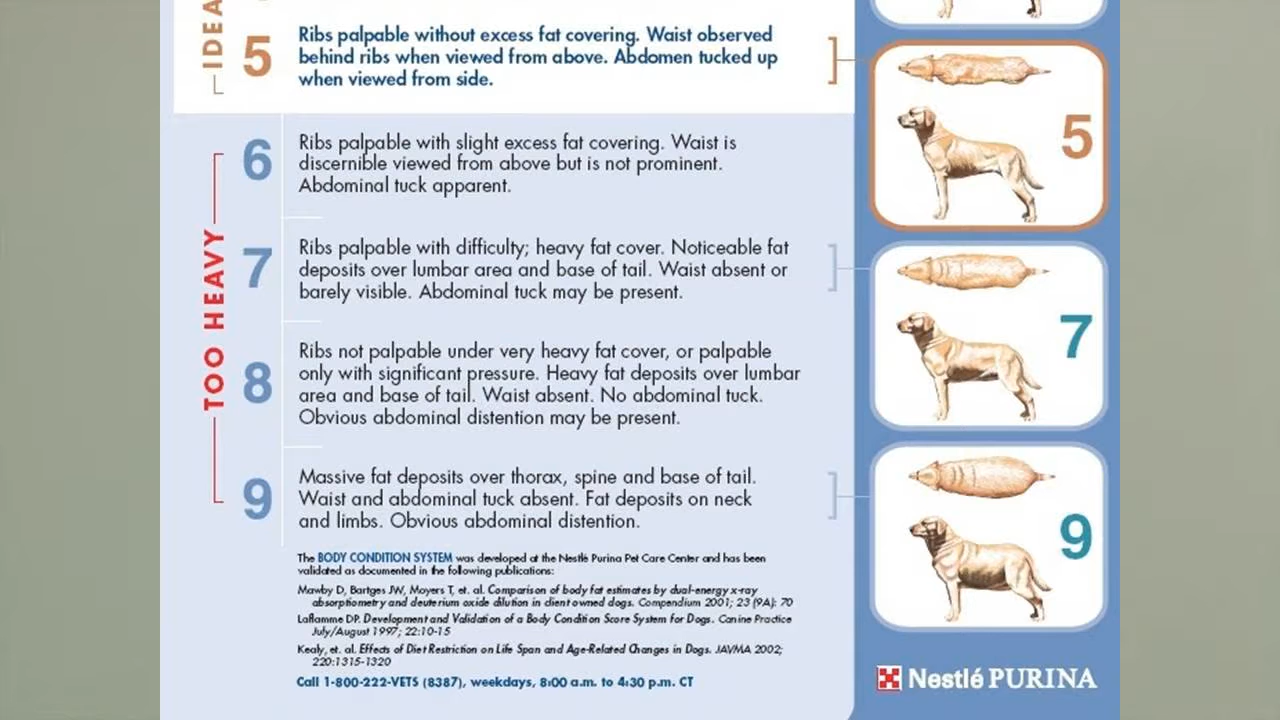 IDEA
5
Ribs palpable without excess fat covering. Waist observed
behind ribs when viewed from above. Abdomen tucked up
when viewed from side.
5
TOO HEAVY
6
Ribs palpable with slight excess fat covering. Waist is
discernible viewed from above but is not prominent.
Abdominal tuck apparent.
7
Ribs palpable with difficulty; heavy fat cover. Noticeable fat
deposits over lumbar area and base of tail. Waist absent or
barely visible. Abdominal tuck may be present.
7
8
Ribs not palpable under very heavy fat cover, or palpable
only with significant pressure. Heavy fat deposits over lumbar
area and base of tail. Waist absent. No abdominal tuck.
Obvious abdominal distention may be present.
9
Massive fat deposits over thorax, spine and base of tail.
Waist and abdominal tuck absent. Fat deposits on neck
and limbs. Obvious abdominal distention.
9
The BODY CONDITION SYSTEM was developed at the Nestlé Purina Pet Care Center and has been
validated as documented in the following publications:
Mawby D, Bartges JW, Moyers T, et. al. Comparison of body fat estimates by dual-energy x-ray
absorptiometry and deuterium oxide dilution in client owned dogs. Compendium 2001; 23 (9A): 70
Laflamme DP. Development and Validation of a Body Condition Score System for Dogs. Canine Practice
July/August 1997; 22:10-15
Kealy, et. al. Effects of Diet Restriction on Life Span and Age-Related Changes in Dogs. JAVMA 2002;
220:1315-1320
Call 1-800-222-VETS (8387), weekdays, 8:00 a.m. to 4:30 p.m. CT
Nestlé PURINA